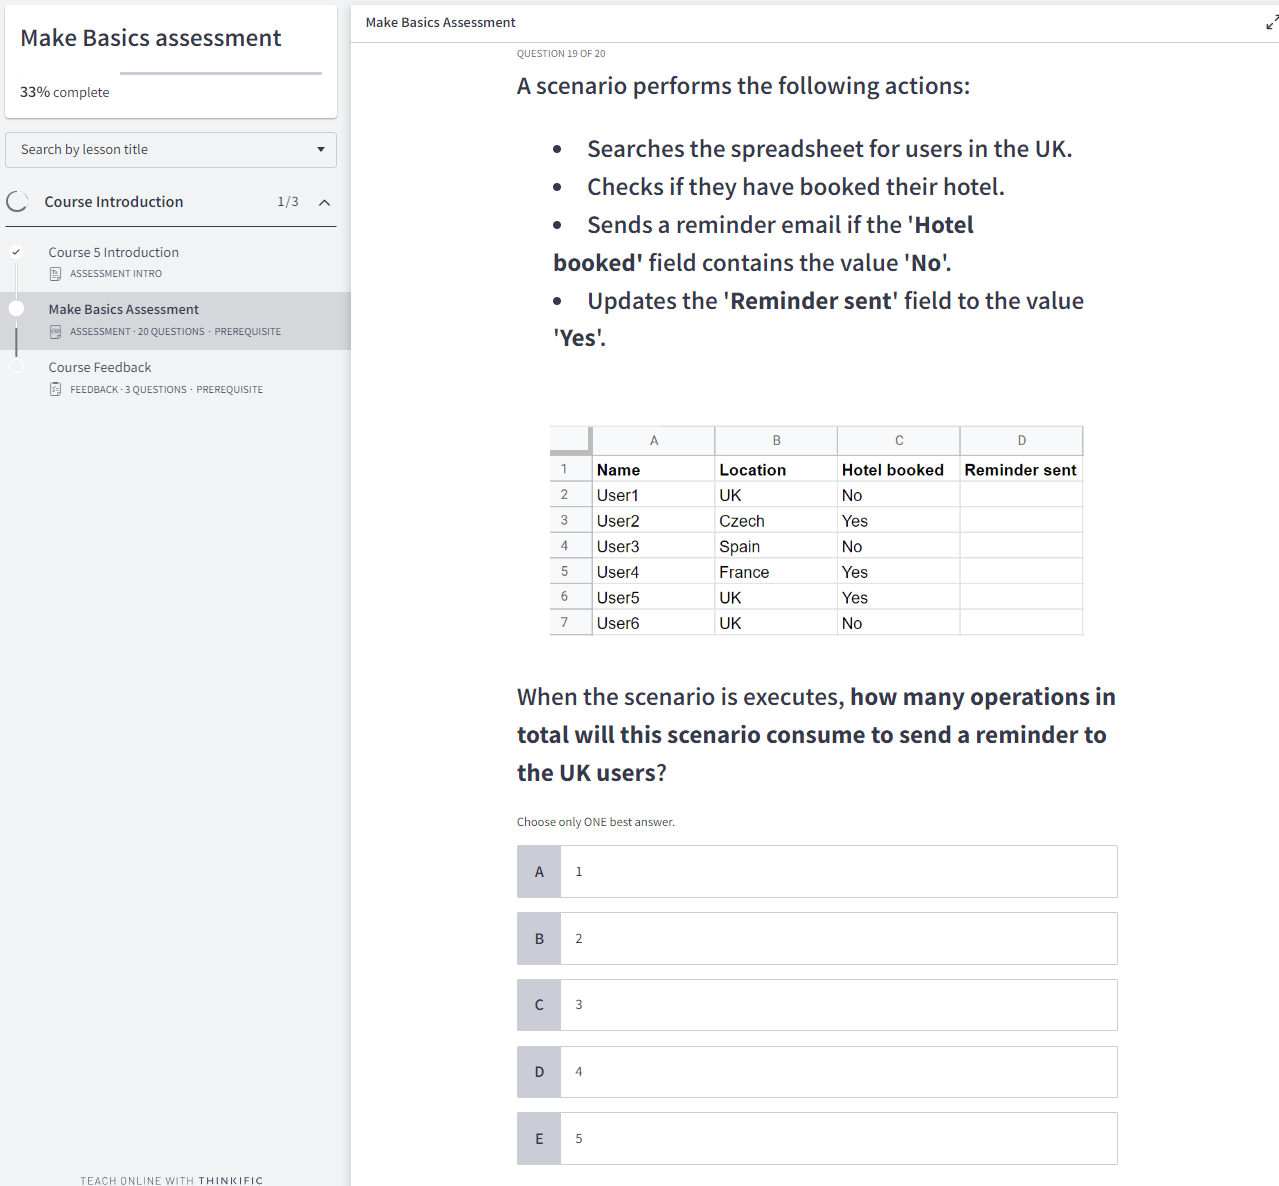 Make Basics assessment
33% complete
Search by lesson title
Course Introduction 1/3
Course 5 Introduction
ASSESSMENT INTRO
Make Basics Assessment
ASSESSMENT · 20 QUESTIONS · PREREQUISITE
Course Feedback
FEEDBACK · 3 QUESTIONS · PREREQUISITE
TEACH ONLINE WITH THINKIFIC
Make Basics Assessment
QUESTION 19 OF 20
A scenario performs the following actions:
• Searches the spreadsheet for users in the UK.
• Checks if they have booked their hotel.
• Sends a reminder email if the 'Hotel
booked' field contains the value 'No'.
• Updates the 'Reminder sent' field to the value
'Yes'.
A B C D
1 Name Location Hotel booked Reminder sent
2 User1 UK No
3 User2 Czech Yes
4 User3 Spain No
5 User4 France Yes
6 User5 UK Yes
7 User6 UK No
When the scenario is executes, how many operations in
total will this scenario consume to send a reminder to
the UK users?
Choose only ONE best answer.
A 1
B 2
C 3
D 4
E 5